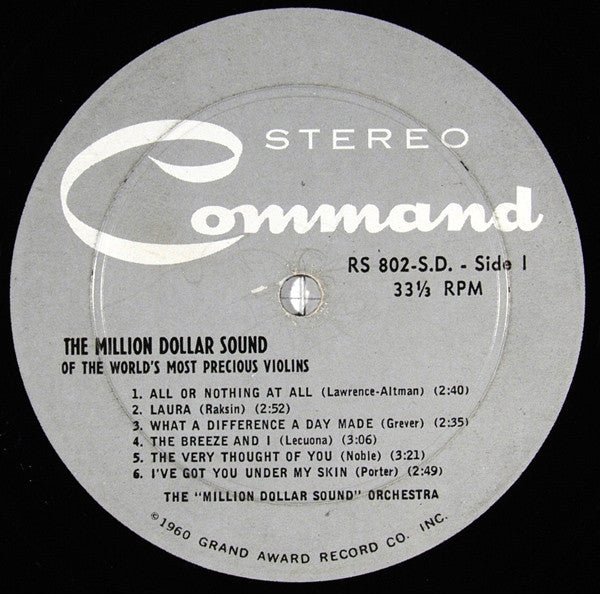 STEREO
Command
RS 802-S.D. - Side 1
33⅓ RPM
THE MILLION DOLLAR SOUND
OF THE WORLD'S MOST PRECIOUS VIOLINS
1. ALL OR NOTHING AT ALL (Lawrence-Altman) (2:40)
2. LAURA (Raksin) (2:52)
3. WHAT A DIFFERENCE A DAY MADE (Grever) (2:35)
4. THE BREEZE AND I (Lecuona) (3:06)
5. THE VERY THOUGHT OF YOU (Noble) (3:21)
6. I'VE GOT YOU UNDER MY SKIN (Porter) (2:49)
THE "MILLION DOLLAR SOUND" ORCHESTRA
©1960 GRAND AWARD RECORD CO. INC.